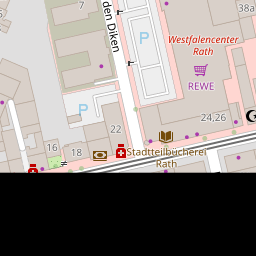 7
38a
den Diken
P
Westfalencenter
Rath
REWE
P
24,26
22
16
18
Stadtteilbücherei
Rath